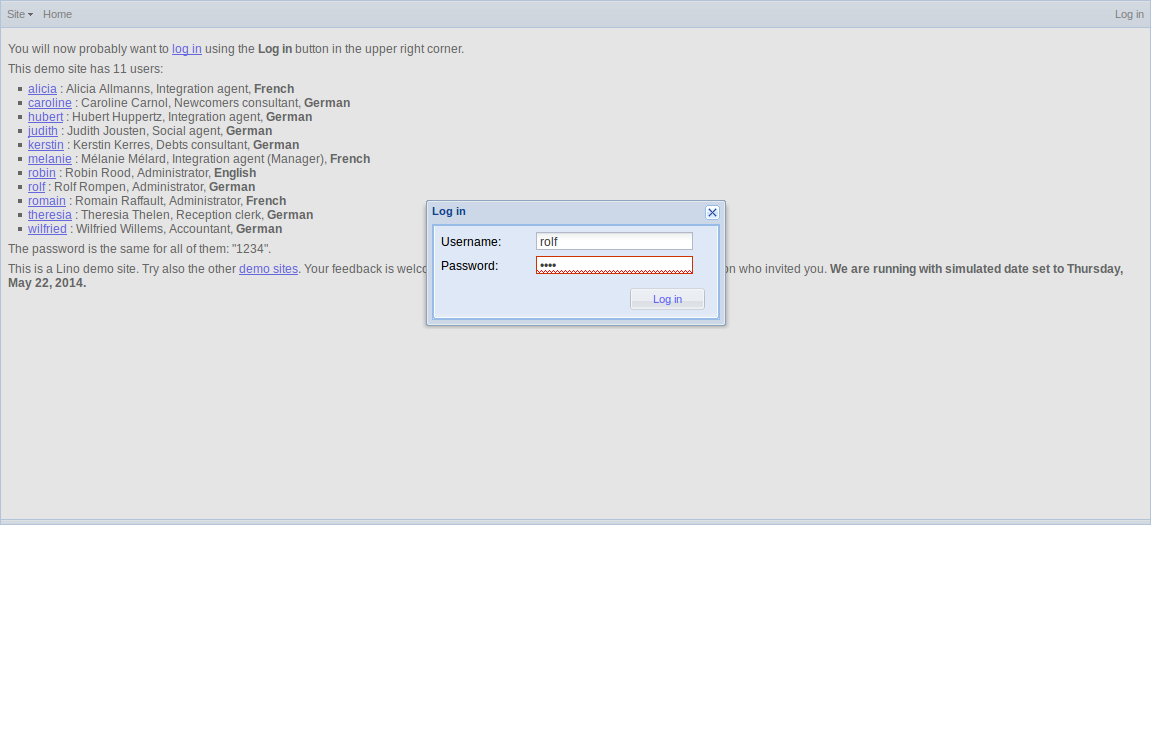 Site Home Log in
You will now probably want to log in using the Log in button in the upper right corner.
This demo site has 11 users:
alicia : Alicia Allmanns, Integration agent, French
caroline : Caroline Carnol, Newcomers consultant, German
hubert : Hubert Huppertz, Integration agent, German
judith : Judith Jousten, Social agent, German
kerstin : Kerstin Kerres, Debts consultant, German
melanie : Mélanie Mélard, Integration agent (Manager), French
robin : Robin Rood, Administrator, English
rolf : Rolf Rompen, Administrator, German
romain : Romain Raffault, Administrator, French
theresia : Theresia Thelen, Reception clerk, German
wilfried : Wilfried Willems, Accountant, German
The password is the same for all of them: "1234".
This is a Lino demo site. Try also the other demo sites. Your feedback is who invited you. We are running with simulated date set to Thursday,
May 22, 2014.
Log in
Username: rolf
Password: ••••
Log in